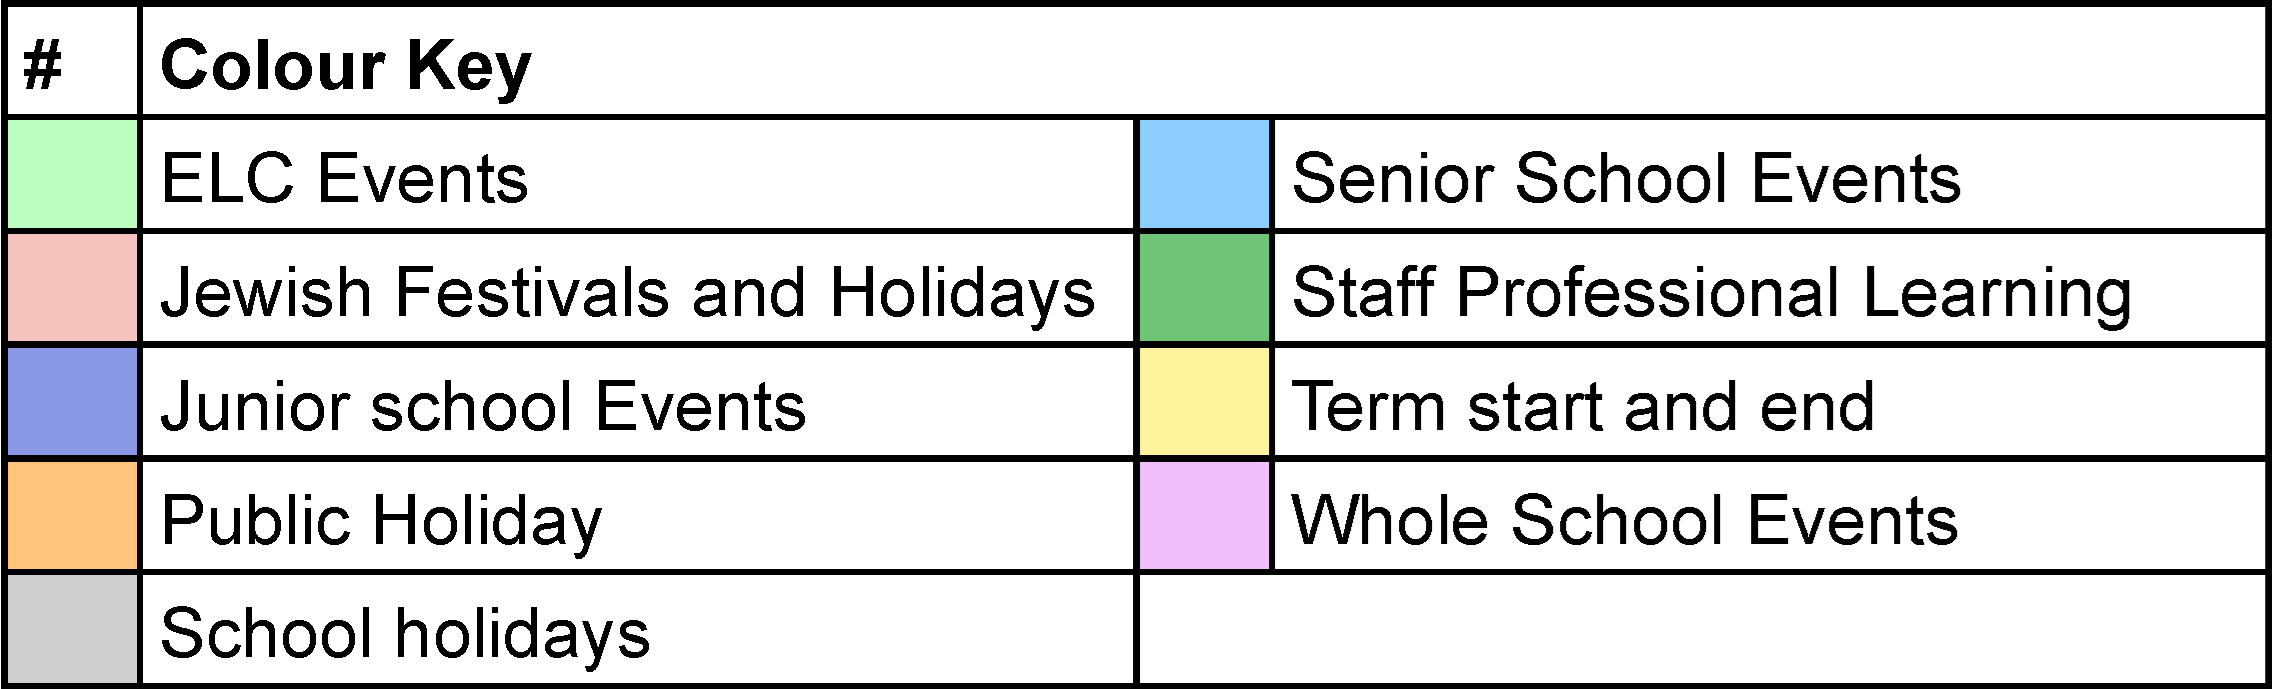 # Colour Key
ELC Events Senior School Events
Jewish Festivals and Holidays Staff Professional Learning
Junior school Events Term start and end
Public Holiday Whole School Events
School holidays